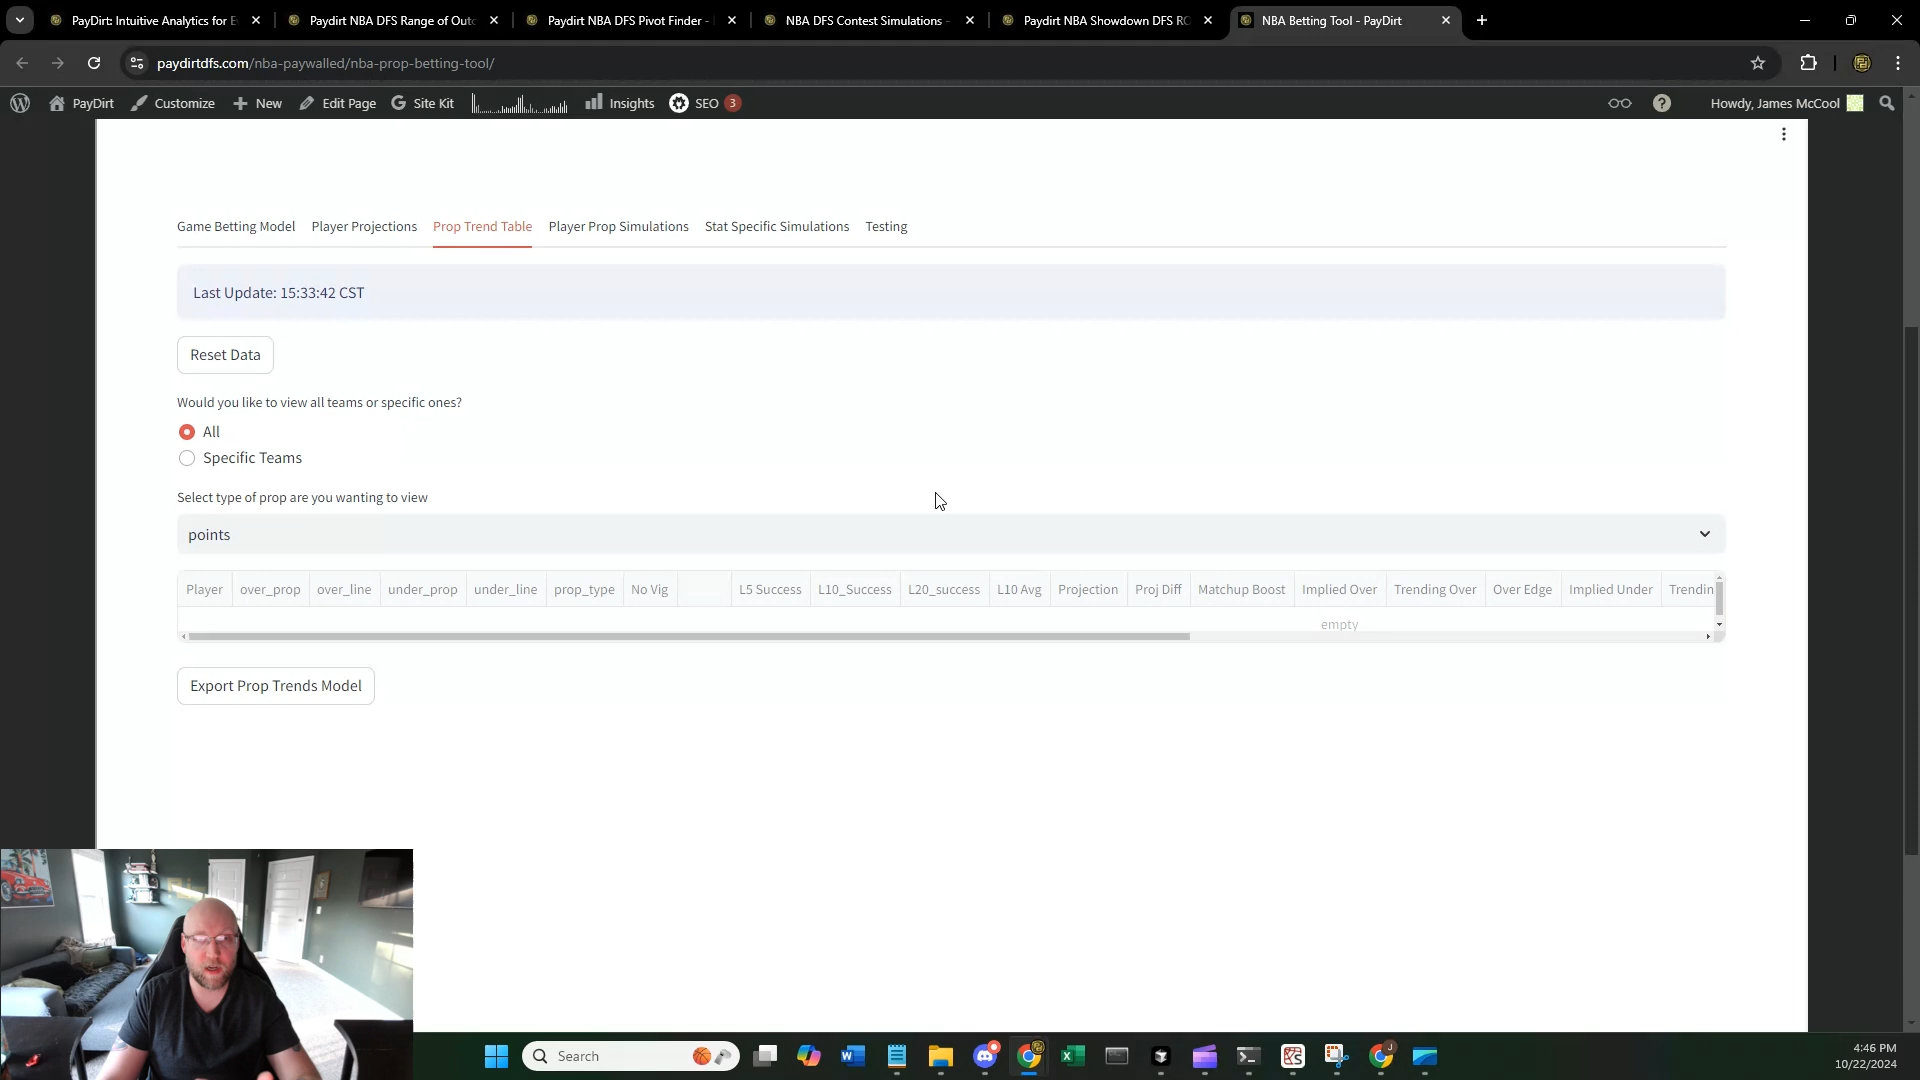 PayDirt: Intuitive Analytics for E
Paydirt NBA DFS Range of Outc
Paydirt NBA DFS Pivot Finder -
NBA DFS Contest Simulations -
Paydirt NBA Showdown DFS RO
NBA Betting Tool - PayDirt
paydirtdfs.com/nba-paywalled/nba-prop-betting-tool/
PayDirt Customize New Edit Page Site Kit Insights SEO 3 Howdy, James McCool
Game Betting Model Player Projections Prop Trend Table Player Prop Simulations Stat Specific Simulations Testing
Last Update: 15:33:42 CST
Reset Data
Would you like to view all teams or specific ones?
All
Specific Teams
Select type of prop are you wanting to view
points
Player over_prop over_line under_prop under_line prop_type No Vig L5 Success L10_Success L20_success L10 Avg Projection Proj Diff Matchup Boost Implied Over Trending Over Over Edge Implied Under Trendin
empty
Export Prop Trends Model
Search
4:46 PM
10/22/2024